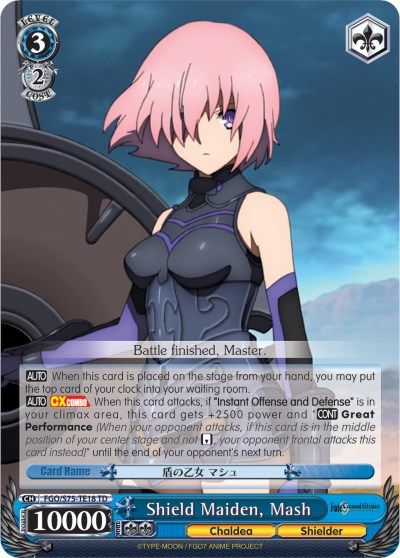 LEVEL
3
2
COST
Battle finished, Master.
AUTO When this card is placed on the stage from your hand, you may put
the top card of your clock into your waiting room.
AUTO CX COMBO When this card attacks, if "Instant Offense and Defense" is in
your climax area, this card gets +2500 power and "CONT Great
Performance (When your opponent attacks, if this card is in the middle
position of your center stage and not , your opponent frontal attacks
this card instead)" until the end of your opponent's next turn.
Card Name
盾の乙女 マシュ
CH FGO/S75-TE18 TD
POWER 10000
Shield Maiden, Mash
Chaldea
Shielder
©TYPE-MOON / FGO7 ANIME PROJECT